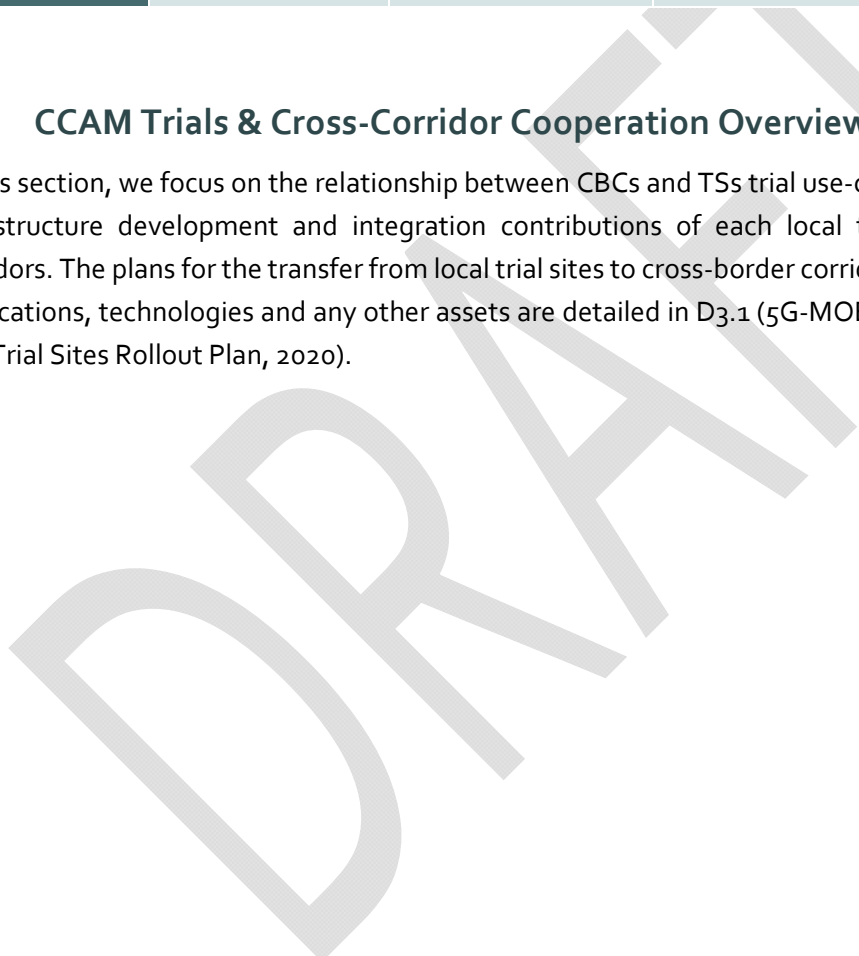 CCAM Trials & Cross-Corridor Cooperation Overview
s section, we focus on the relationship between CBCs and TSs trial use-c
structure development and integration contributions of each local t
dors. The plans for the transfer from local trial sites to cross-border corri
cations, technologies and any other assets are detailed in D3.1 (5G-MOB
Trial Sites Rollout Plan, 2020).
DRAFT